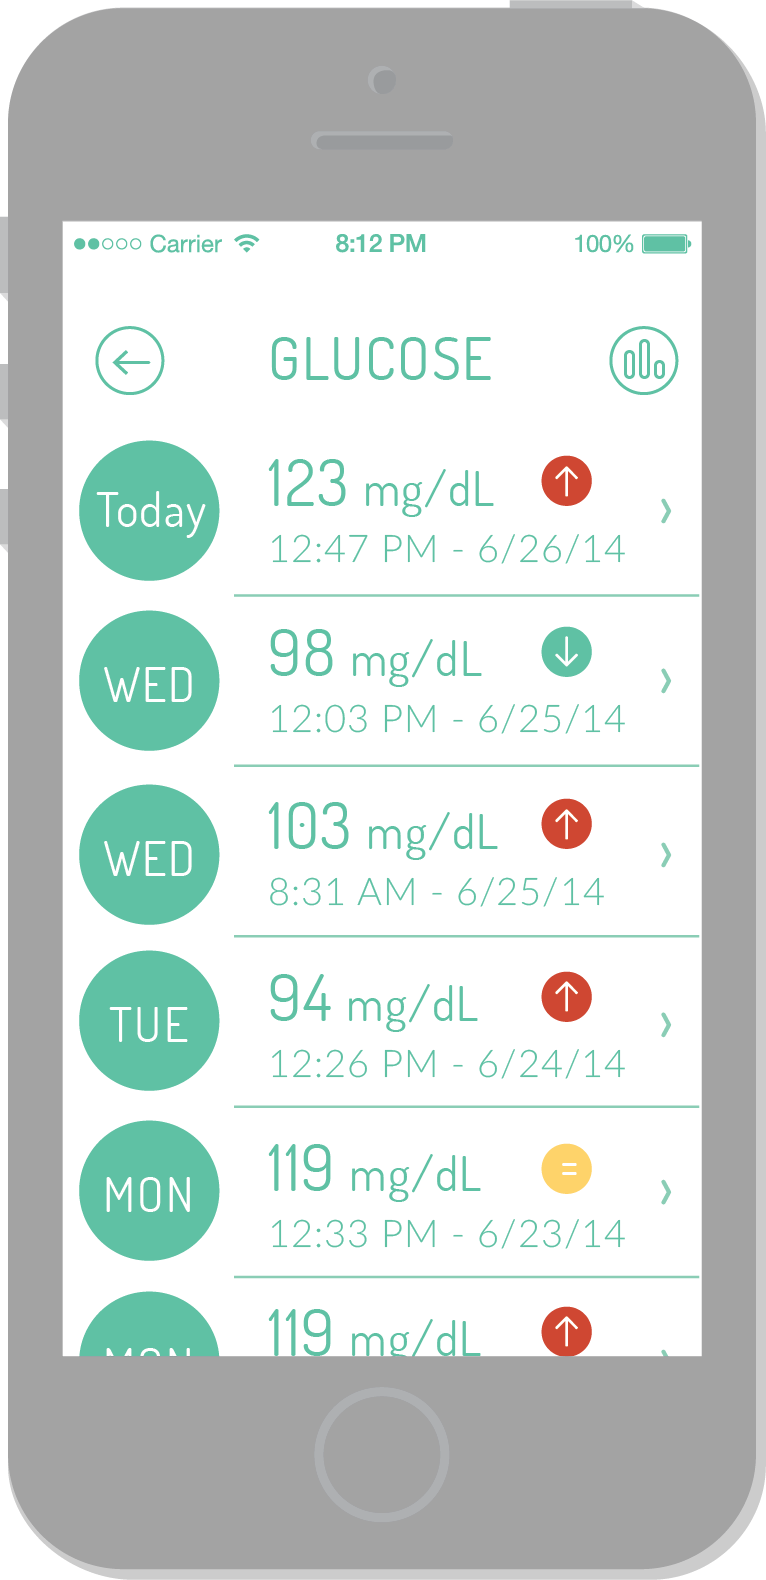 Carrier 8:12 PM 100%
GLUCOSE
Today
123 mg/dL
12:47 PM - 6/26/14
WED
98 mg/dL
12:03 PM - 6/25/14
WED
103 mg/dL
8:31 AM - 6/25/14
TUE
94 mg/dL
12:26 PM - 6/24/14
MON
119 mg/dL
=
12:33 PM - 6/23/14
MON
119 mg/dL